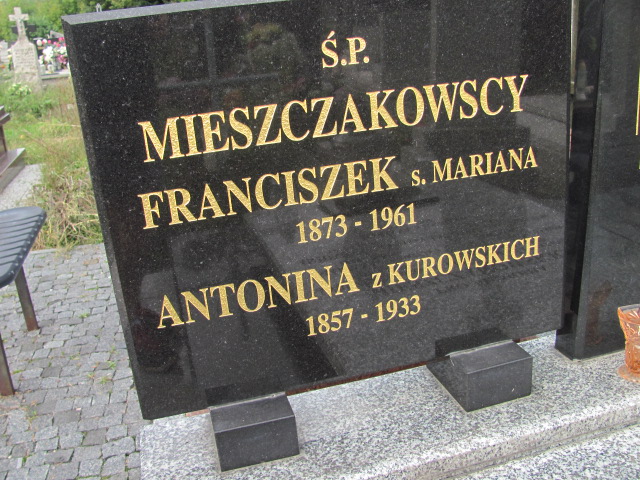 Ś.P.
MIESZCZAKOWSCY
FRANCISZEK s. MARIANA
1873 - 1961
ANTONINA z KUROWSKICH
1857 - 1933